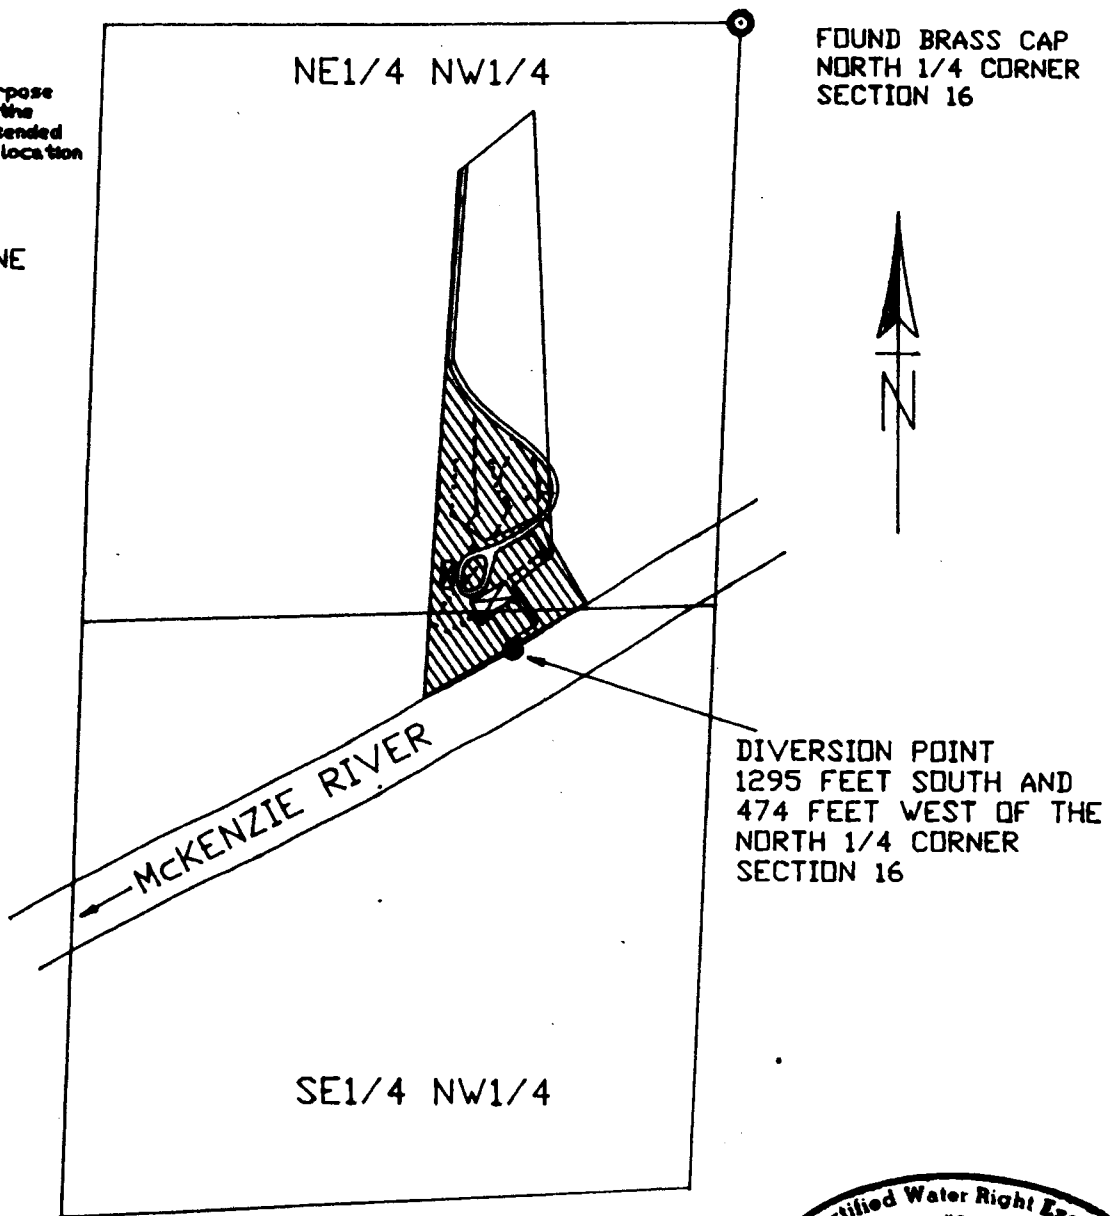 NE1/4 NW1/4
FOUND BRASS CAP
NORTH 1/4 CORNER
SECTION 16
the
location
N
McKENZIE RIVER
DIVERSION POINT
1295 FEET SOUTH AND
474 FEET WEST OF THE
NORTH 1/4 CORNER
SECTION 16
SE1/4 NW1/4
Water Right